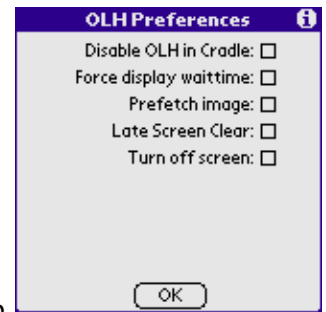 OLH Preferences
Disable OLH in Cradle:
Force display waittime:
Prefetch image:
Late Screen Clear:
Turn off screen:
OK